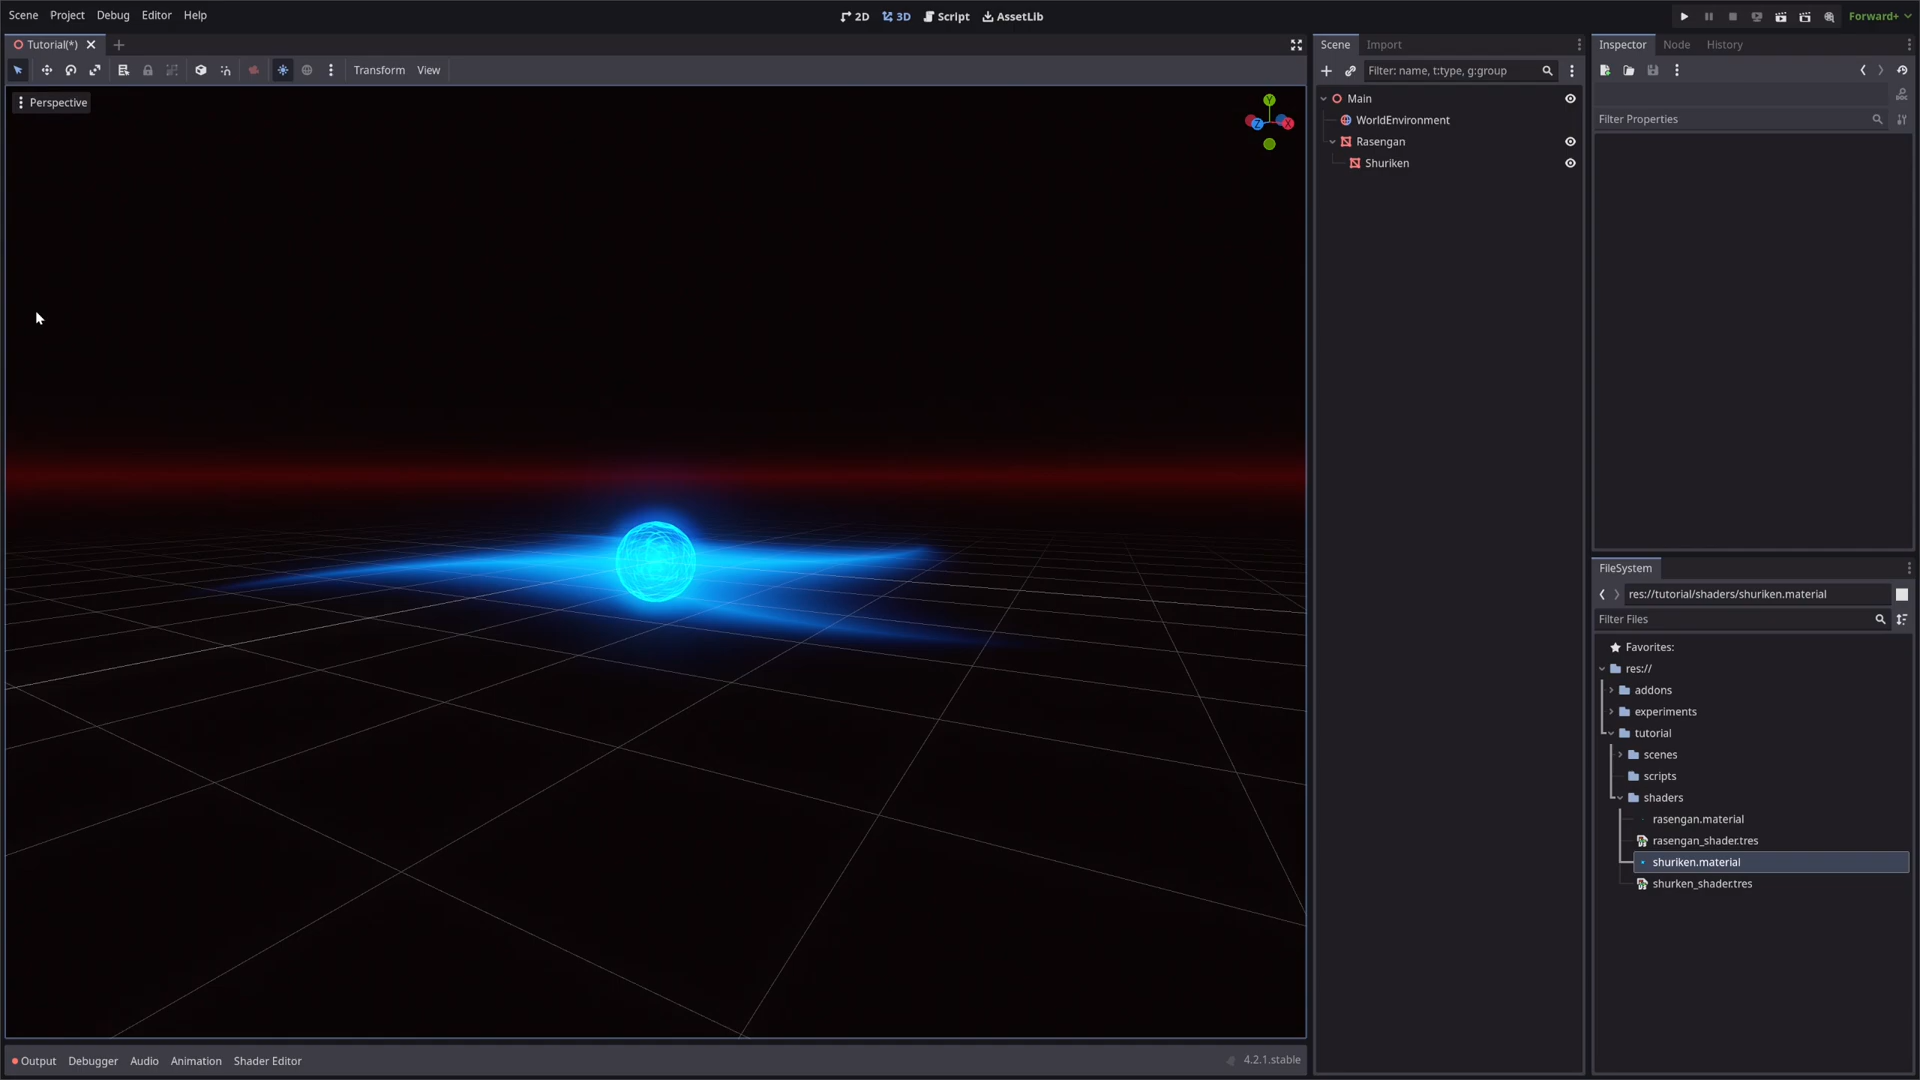 Scene Project Debug Editor Help
2D 3D Script AssetLib
Forward+
Tutorial(*)
Transform View
Perspective
Y
Z X
Scene Import
Filter: name, t:type, g:group
Main
WorldEnvironment
Rasengan
Shuriken
Inspector Node History
DOC
Filter Properties
FileSystem
res://tutorial/shaders/shuriken.material
Filter Files
Favorites:
res://
addons
experiments
tutorial
scenes
scripts
shaders
rasengan.material
rasengan_shader.tres
shuriken.material
shurken_shader.tres
Output Debugger Audio Animation Shader Editor
4.2.1.stable